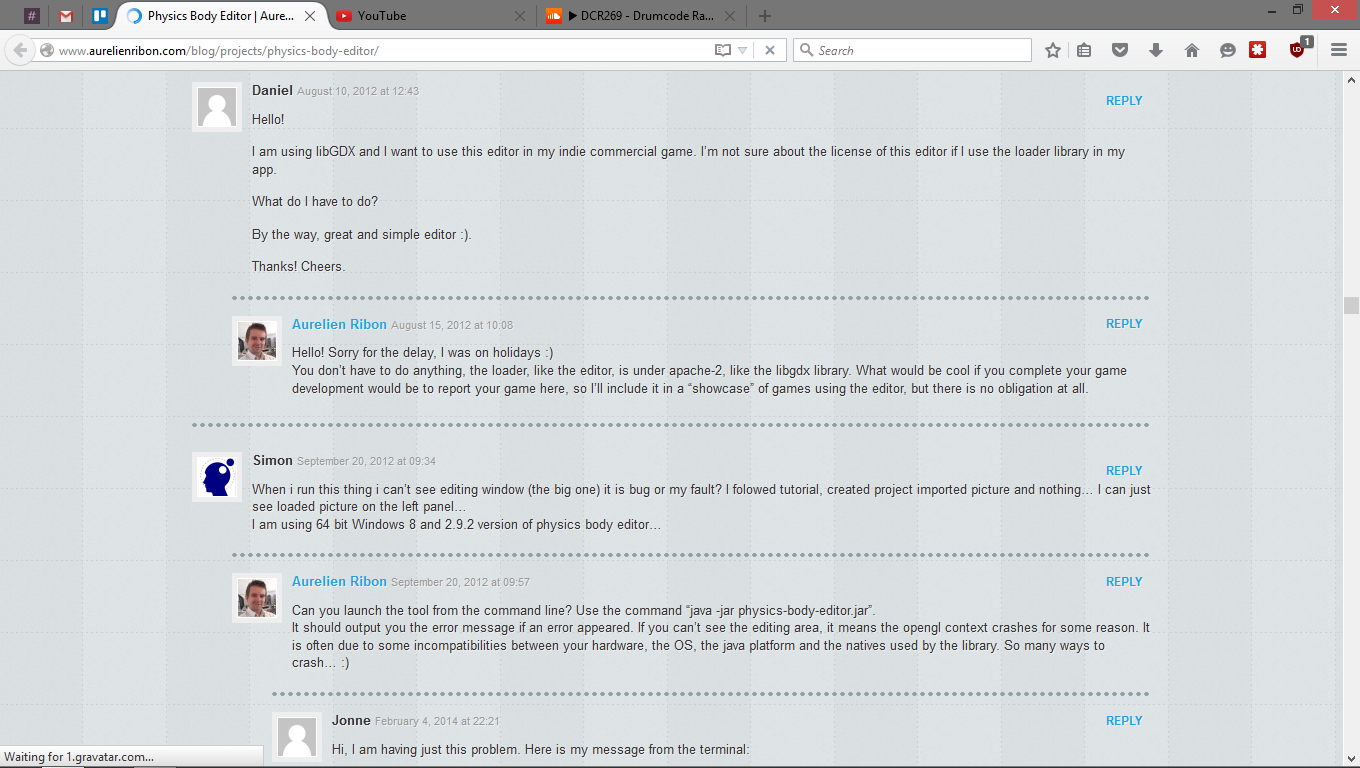 #
Physics Body Editor | Aure...
YouTube
DCR269 - Drumcode Ra...
www.aurelienribon.com/blog/projects/physics-body-editor/
Search
1
Daniel August 10, 2012 at 12:43
REPLY
Hello!
I am using libGDX and I want to use this editor in my indie commercial game. I'm not sure about the license of this editor if I use the loader library in my
app.
What do I have to do?
By the way, great and simple editor :).
Thanks! Cheers.
Aurelien Ribon August 15, 2012 at 10:08
REPLY
Hello! Sorry for the delay, I was on holidays :)
You don't have to do anything, the loader, like the editor, is under apache-2, like the libgdx library. What would be cool if you complete your game
development would be to report your game here, so I'll include it in a “showcase” of games using the editor, but there is no obligation at all.
Simon September 20, 2012 at 09:34
REPLY
When i run this thing i can't see editing window (the big one) it is bug or my fault? I folowed tutorial, created project imported picture and nothing… I can just
see loaded picture on the left panel…
I am using 64 bit Windows 8 and 2.9.2 version of physics body editor…
Aurelien Ribon September 20, 2012 at 09:57
REPLY
Can you launch the tool from the command line? Use the command “java -jar physics-body-editor.jar”.
It should output you the error message if an error appeared. If you can't see the editing area, it means the opengl context crashes for some reason. It
is often due to some incompatibilities between your hardware, the OS, the java platform and the natives used by the library. So many ways to
crash… :)
Jonne February 4, 2014 at 22:21
REPLY
Hi, I am having just this problem. Here is my message from the terminal:
Waiting for 1.gravatar.com...